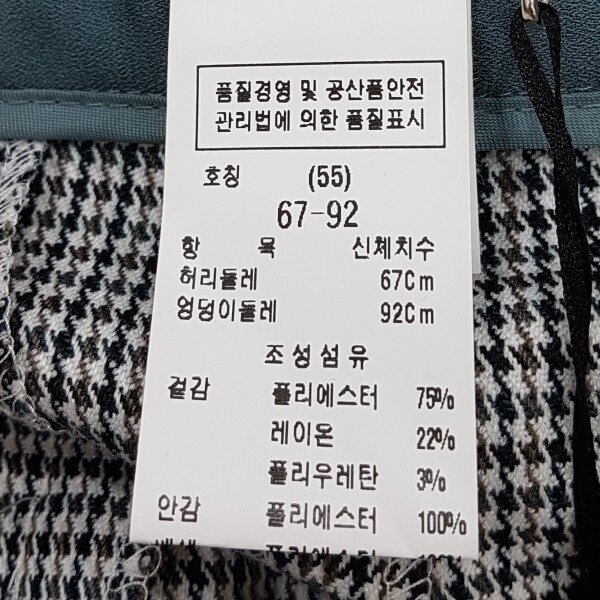 품질경영 및 공산품안전
관리법에 의한 품질표시
호칭 (55)
67-92
항 목 신체치수
허리둘레 67Cm
엉덩이둘레 92Cm
조성섬유
겉감 폴리에스터 75%
레이온 22%
폴리우레탄 3%
안감 폴리에스터 100%